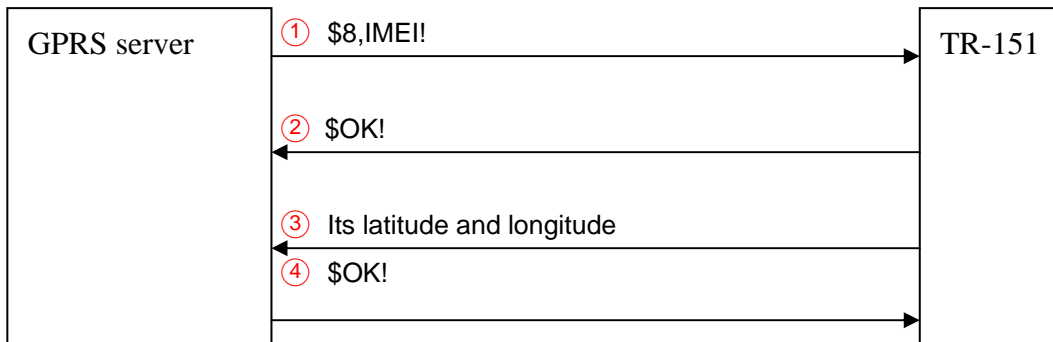 GPRS server
① $8,IMEI!
TR-151
② $OK!
③ Its latitude and longitude
④ $OK!